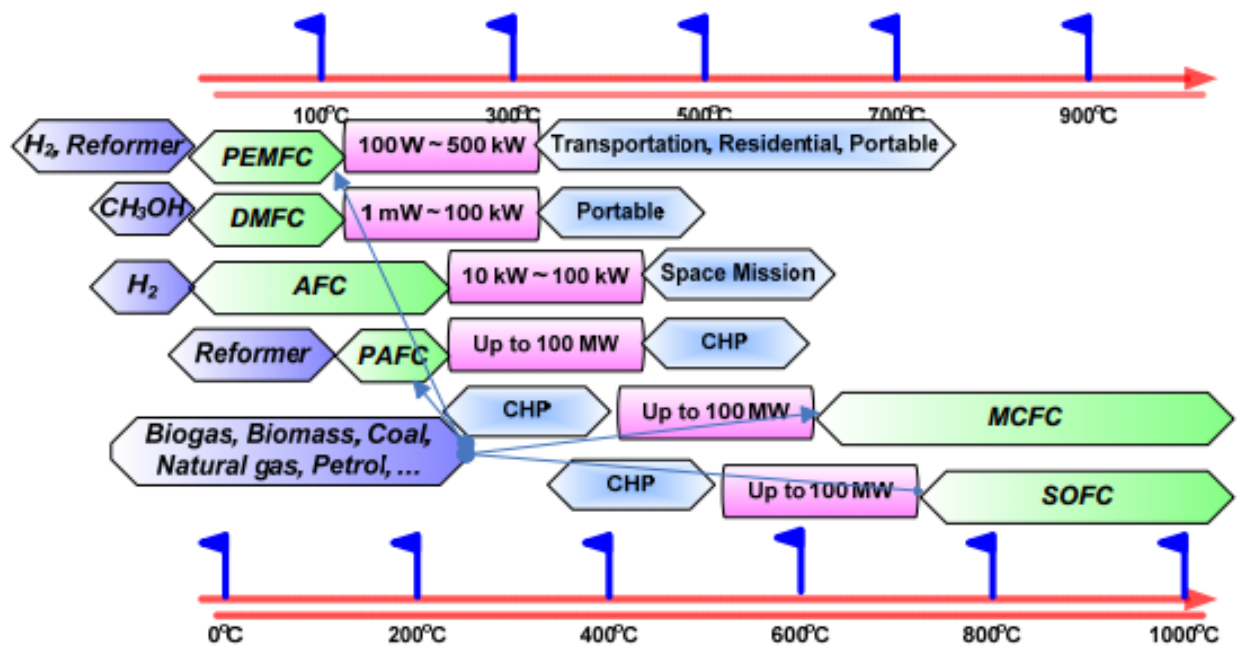 100°C 300°C 500°C 700°C 900°C
H₂, Reformer PEMFC 100 W ~ 500 kW Transportation, Residential, Portable
CH₃OH DMFC 1 mW ~ 100 kW Portable
H₂ AFC 10 kW ~ 100 kW Space Mission
Reformer PAFC Up to 100 MW CHP
CHP Up to 100 MW MCFC
Biogas, Biomass, Coal,
Natural gas, Petrol, ...
CHP Up to 100 MW SOFC
0°C 200°C 400°C 600°C 800°C 1000°C